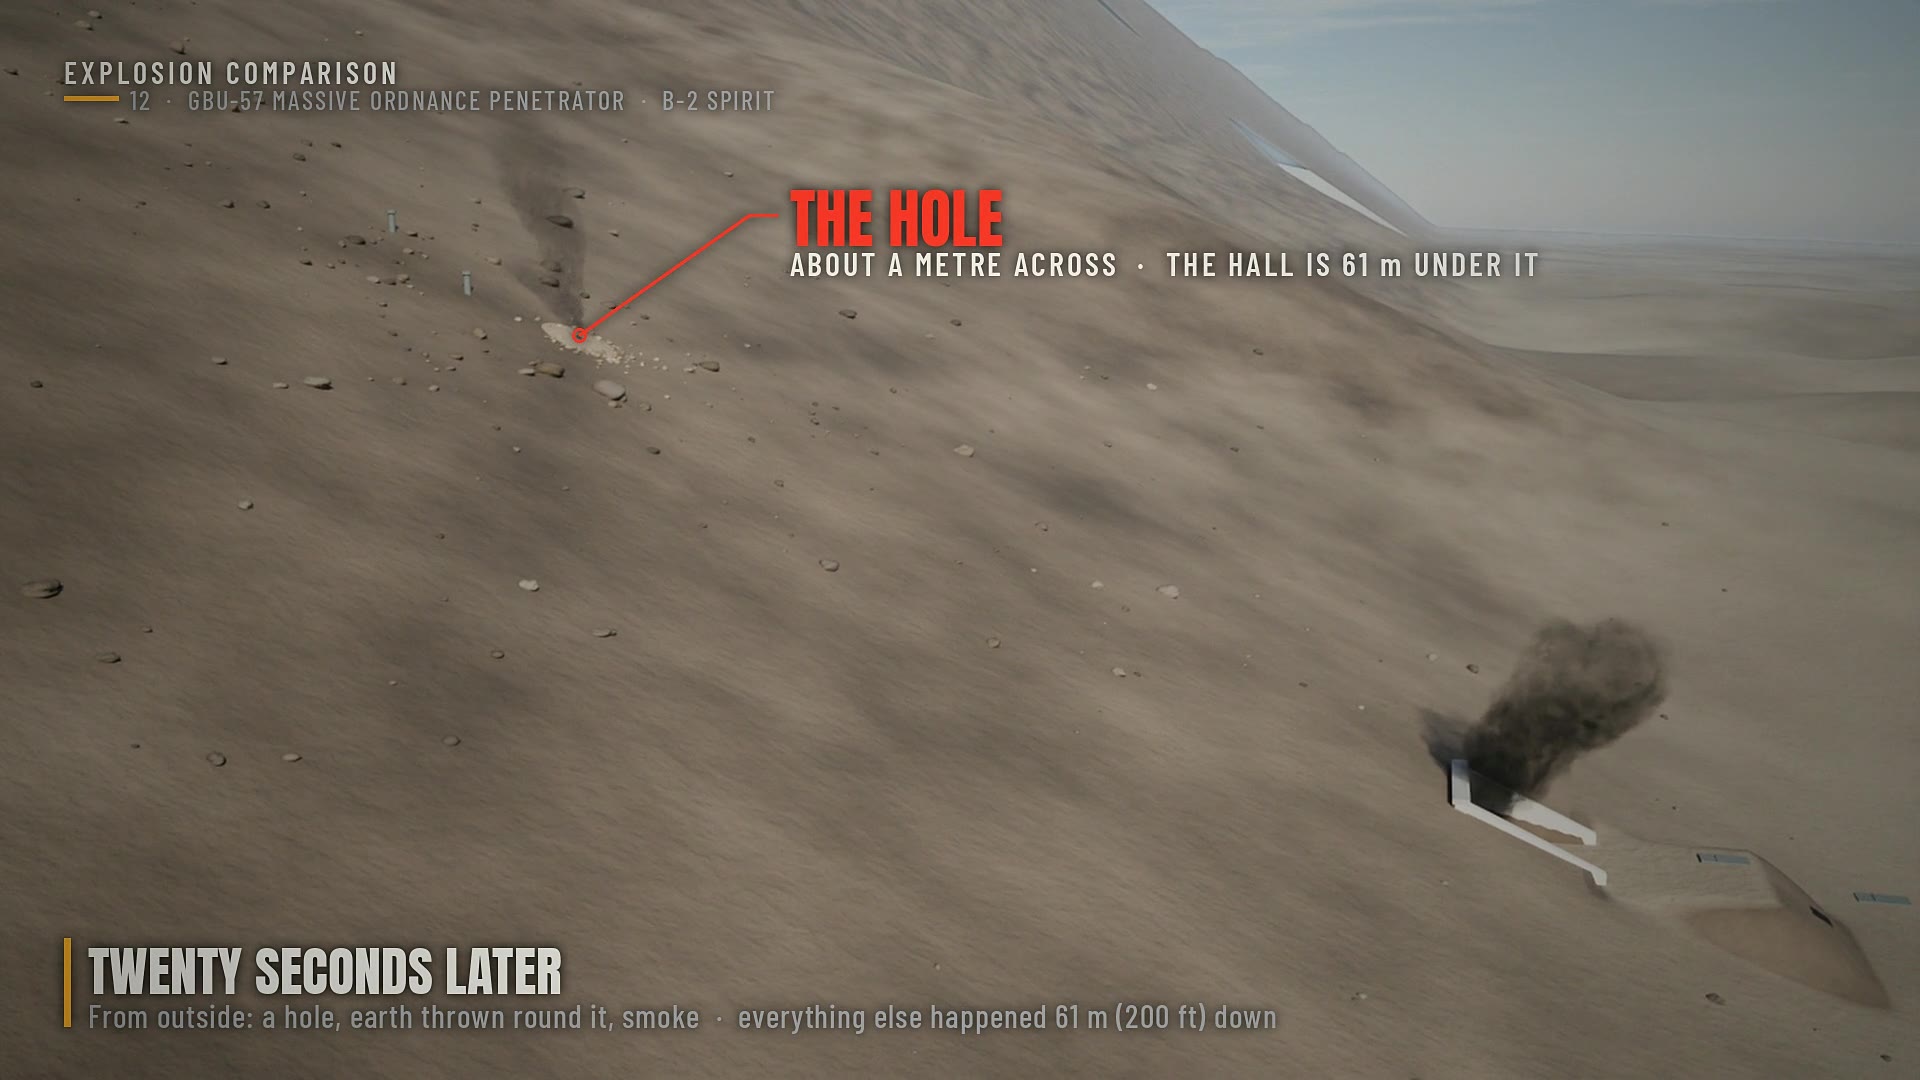 EXPLOSION COMPARISON
12 · GBU-57 MASSIVE ORDNANCE PENETRATOR · B-2 SPIRIT
THE HOLE
ABOUT A METRE ACROSS · THE HALL IS 61 m UNDER IT
TWENTY SECONDS LATER
From outside: a hole, earth thrown round it, smoke · everything else happened 61 m (200 ft) down